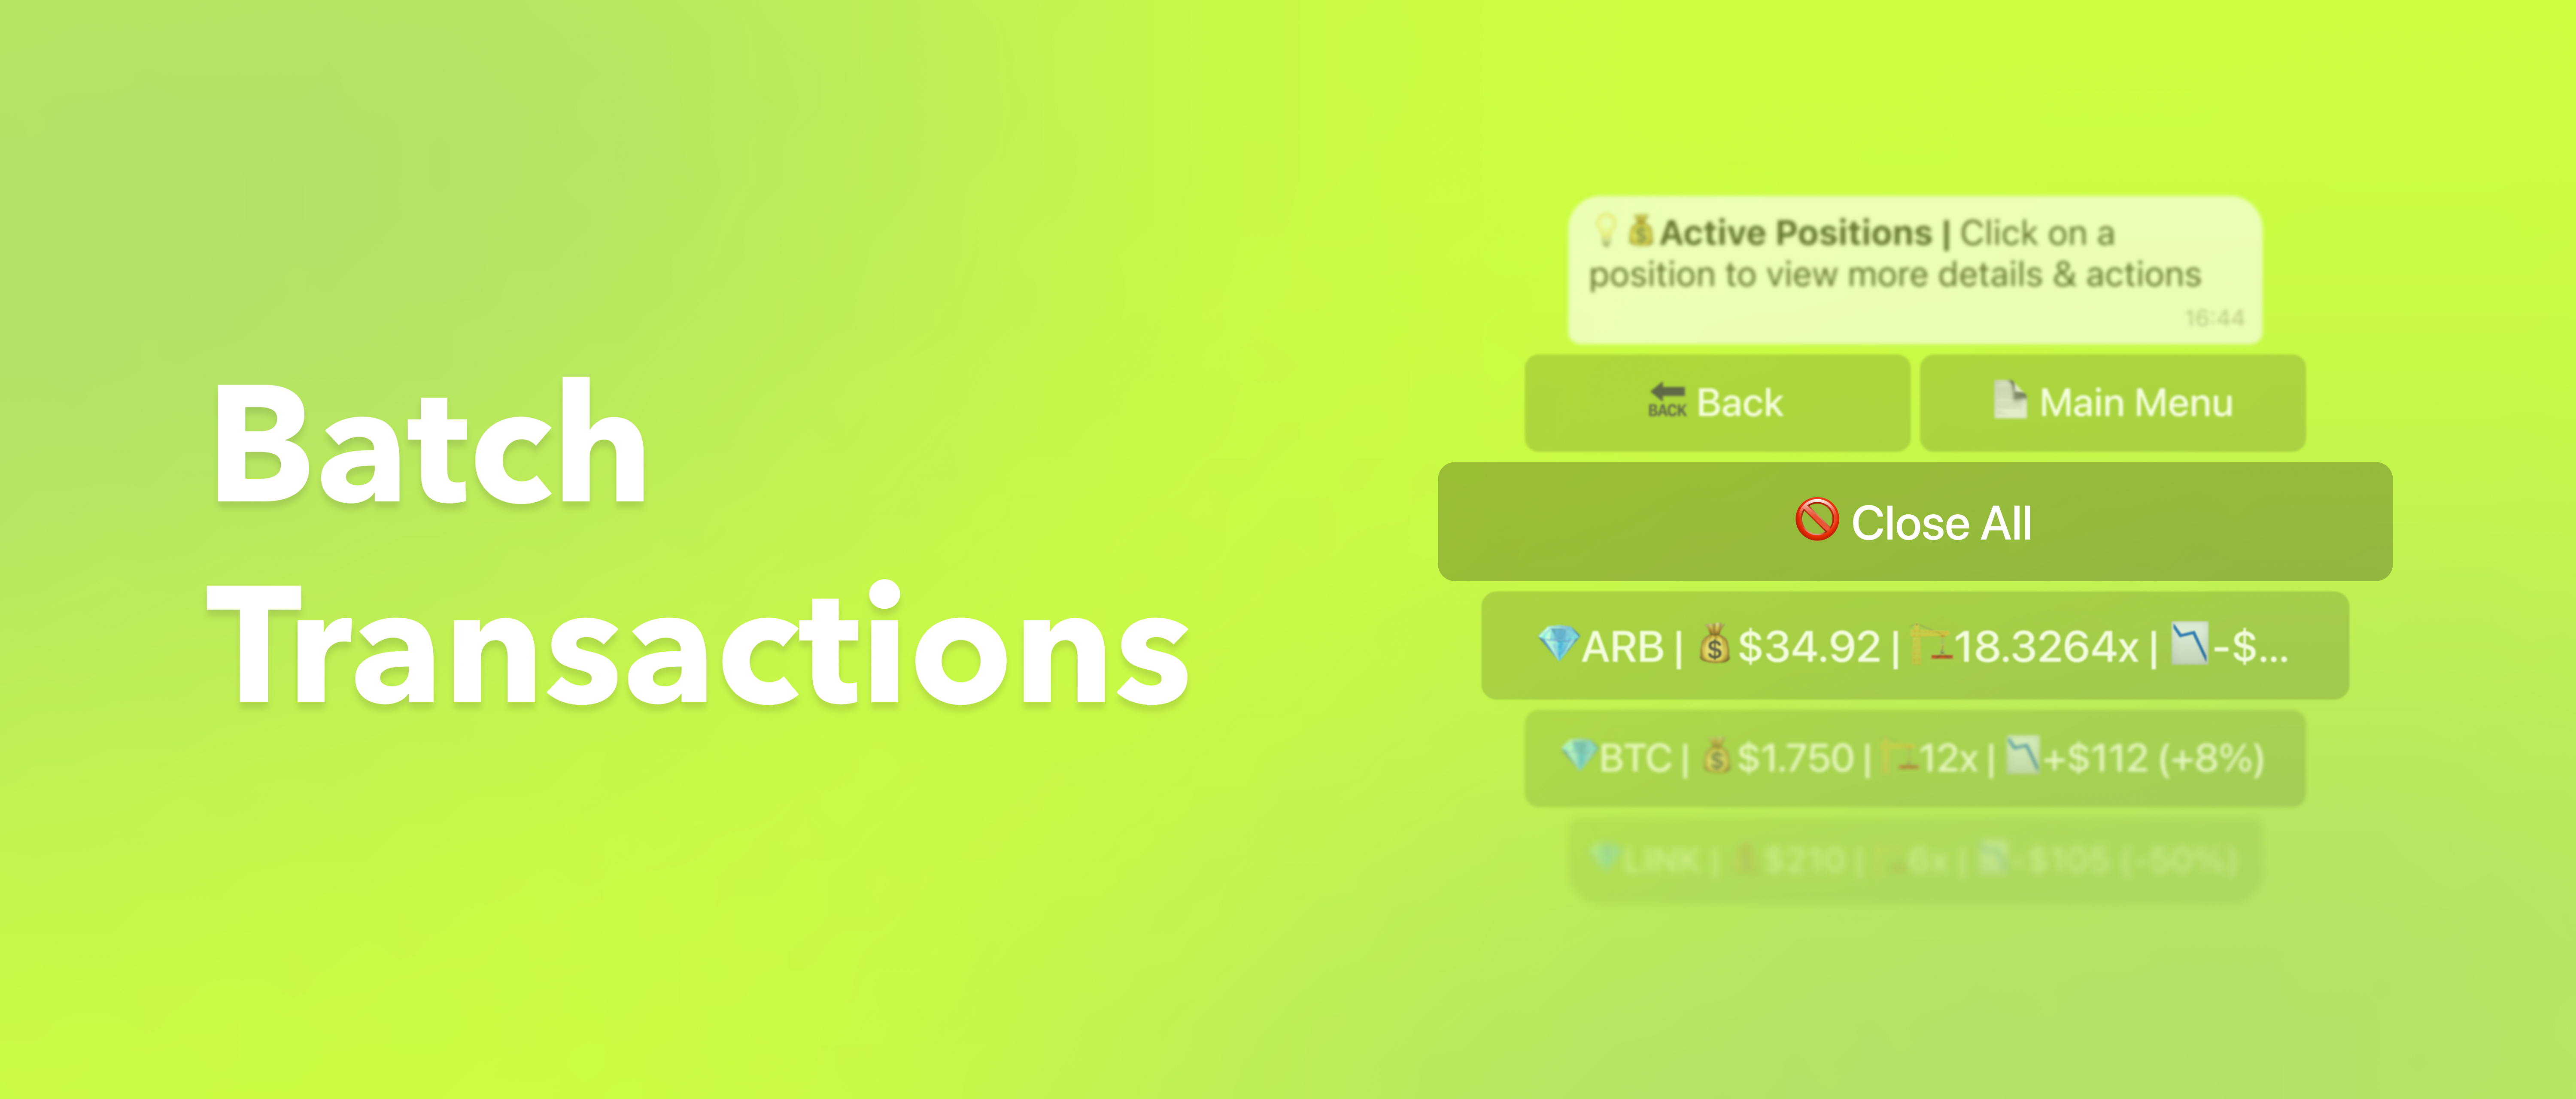 Batch
Transactions
💡💰Active Positions | Click on a
position to view more details & actions
16:44
🔙 Back
📄 Main Menu
🚫 Close All
💎ARB | 💰$34.92 | 🏗️18.3264x | 📉-$...
💎BTC | 💰$1.750 | 🏗️12x | 📉+$112 (+8%)
💎LINK | 💰$210 | 🏗️6x | 📉-$105 (-50%)